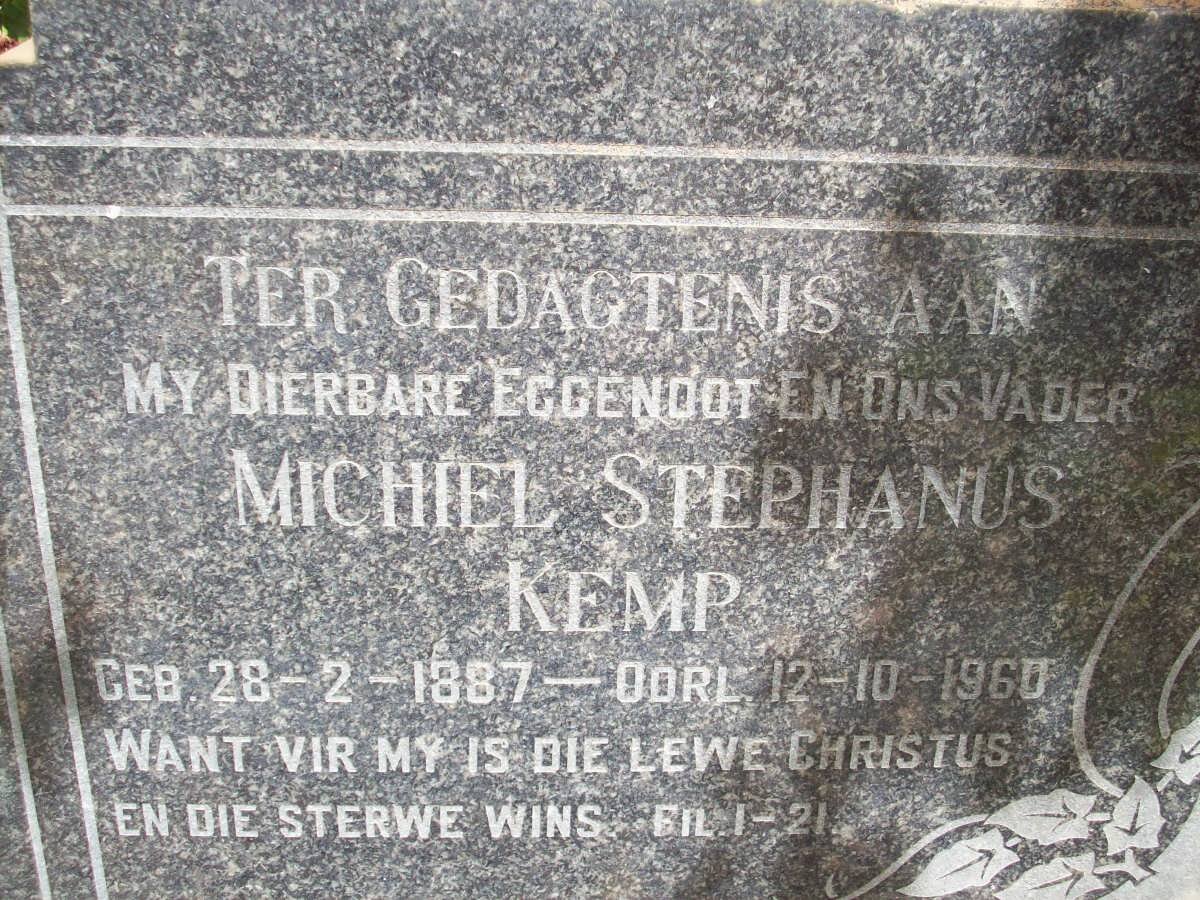 TER GEDAGTENIS AAN
MY DIERBARE EGGENOOT EN ONS VADER
MICHIEL STEPHANUS
KEMP
GEB. 28-2-1887 — OORL. 12-10-1960
WANT VIR MY IS DIE LEWE CHRISTUS
EN DIE STERWE WINS. FIL. 1-21.